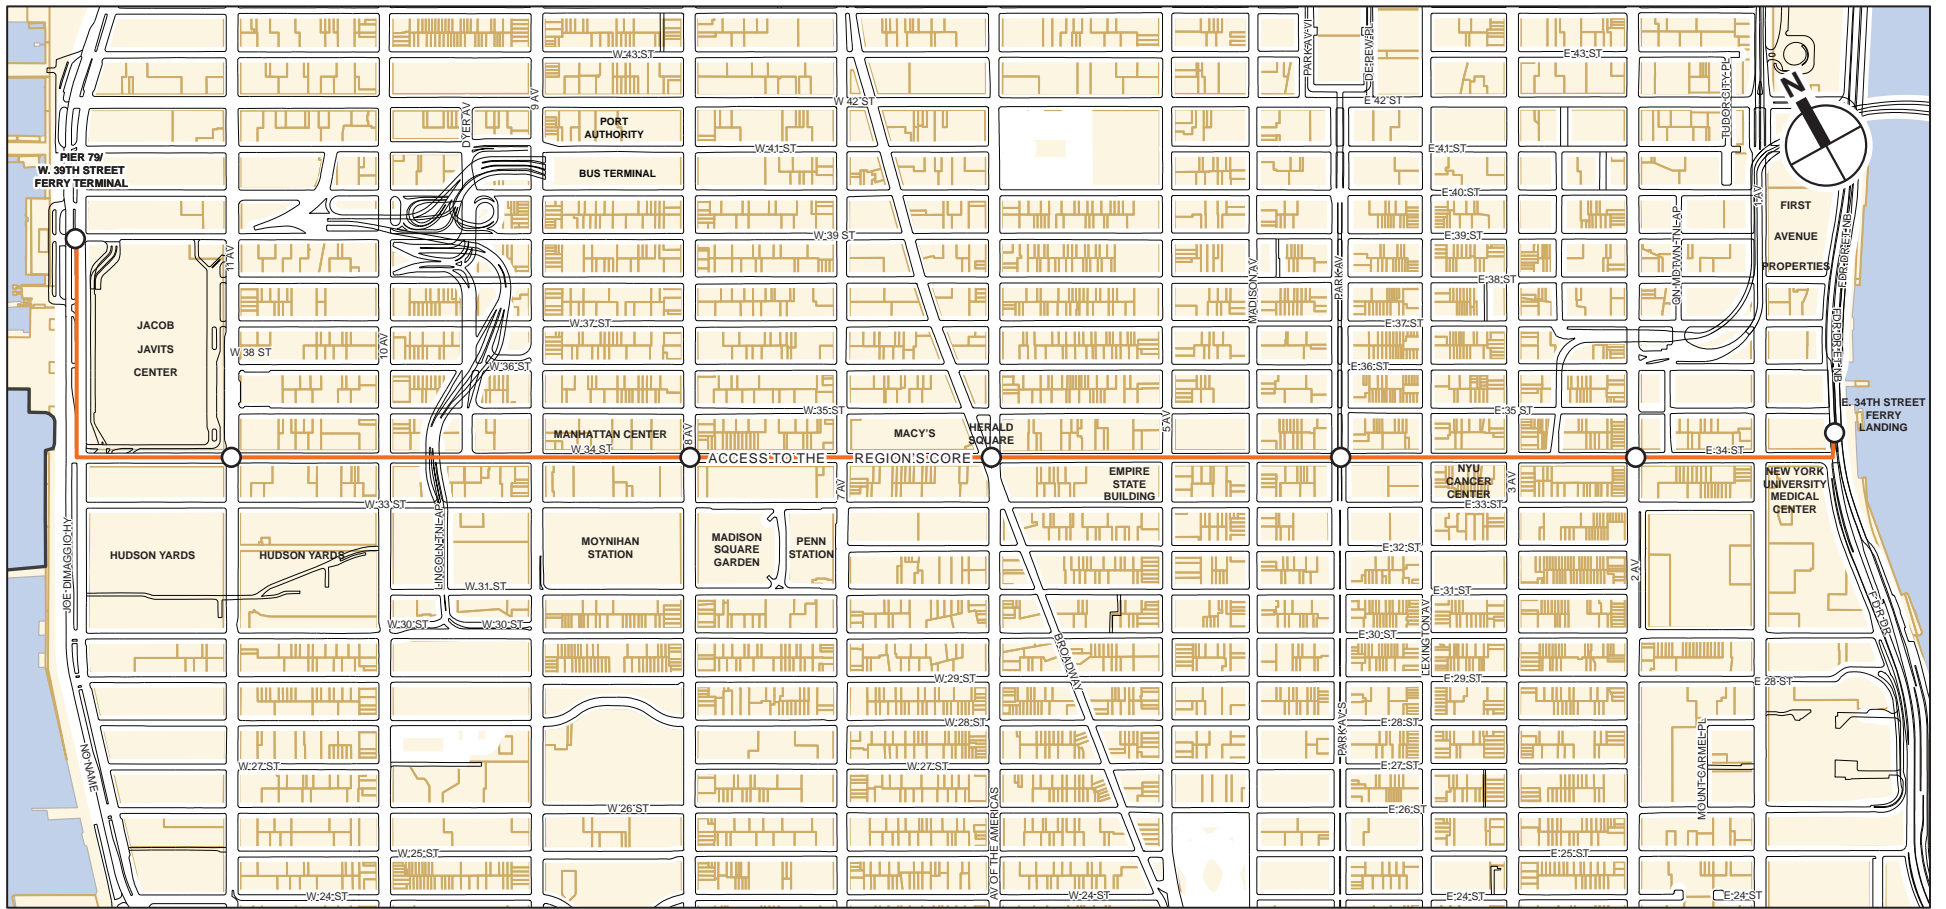 W 43 ST
E 43 ST
PARK AV VI
DE PEW PL
TUDOR CITY PL
N
W 42 ST
E 42 ST
DYER AV
9 AV
PORT
AUTHORITY
BUS TERMINAL
W 41 ST
E 41 ST
PIER 79/
W. 39TH STREET
FERRY TERMINAL
E 40 ST
1 AV
FIRST
AVENUE
PROPERTIES
W 39 ST
E 39 ST
11 AV
MADISON AV
PARK AV
E 38 ST
QN MDTWN TNL AP
F D R DR ET NB
F D R DR ET NB
JACOB
JAVITS
CENTER
W 38 ST
10 AV
W 37 ST
E 37 ST
W 36 ST
E 36 ST
W 35 ST
E 35 ST
5 AV
E. 34TH STREET
FERRY
LANDING
MANHATTAN CENTER
8 AV
MACY'S
HERALD
SQUARE
W 34 ST
ACCESS TO THE REGION'S CORE
E 34 ST
EMPIRE
STATE
BUILDING
NYU
CANCER
CENTER
3 AV
NEW YORK
UNIVERSITY
MEDICAL
CENTER
7 AV
W 33 ST
E 33 ST
LINCOLN TNL AP
JOE DIMAGGIO HY
HUDSON YARDS
HUDSON YARDS
MOYNIHAN
STATION
MADISON
SQUARE
GARDEN
PENN
STATION
E 32 ST
2 AV
W 31 ST
E 31 ST
W 30 ST
W 30 ST
E 30 ST
LEXINGTON AV
F D R DR
BROADWAY
W 29 ST
E 29 ST
E 28 ST
W 28 ST
E 28 ST
PARK AV S
MOUNT CARMEL PL
NO NAME
W 27 ST
W 27 ST
E 27 ST
W 26 ST
E 26 ST
AV OF THE AMERICAS
W 25 ST
E 25 ST
W 24 ST
W 24 ST
E 24 ST
E 24 ST